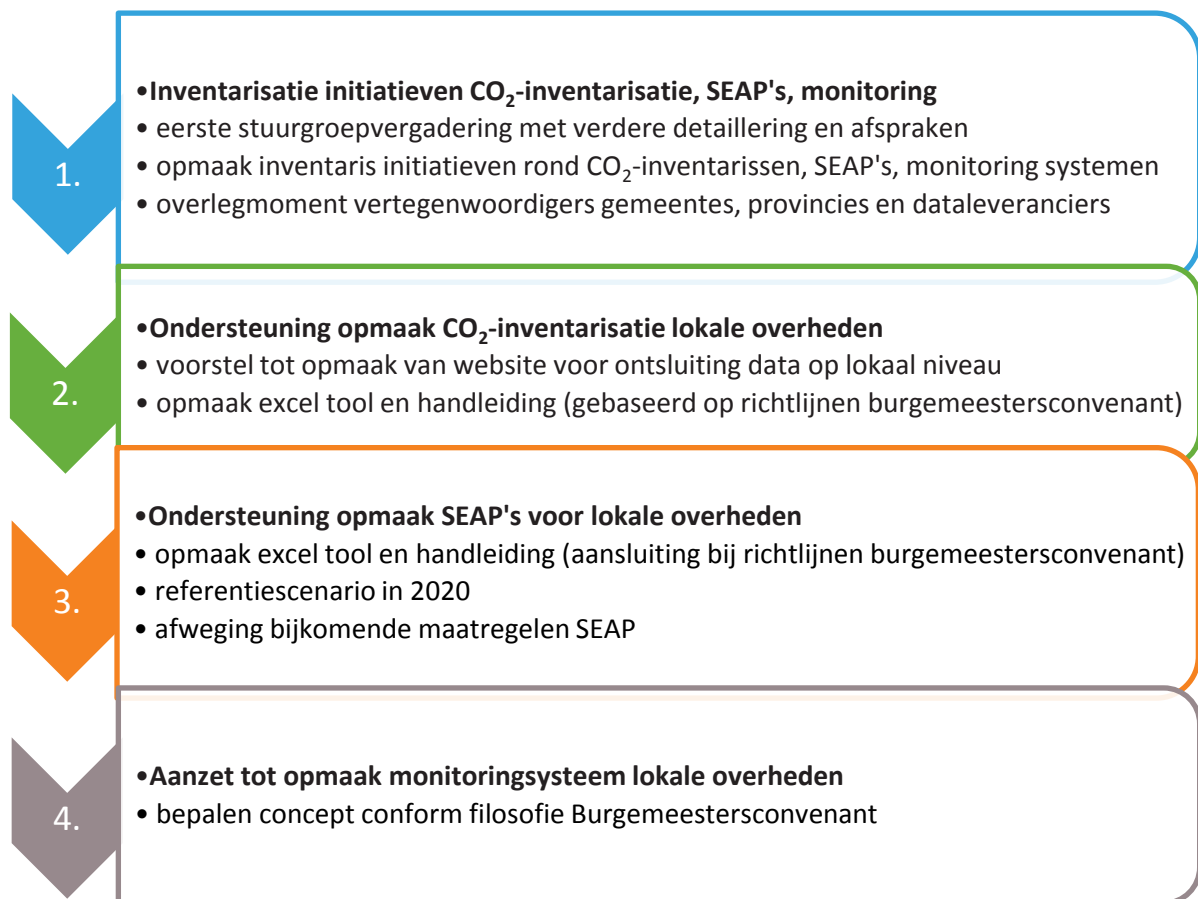 1.
•Inventarisatie initiatieven CO₂-inventarisatie, SEAP's, monitoring
• eerste stuurgroepvergadering met verdere detaillering en afspraken
• opmaak inventaris initiatieven rond CO₂-inventarissen, SEAP's, monitoring systemen
• overlegmoment vertegenwoordigers gemeentes, provincies en dataleveranciers
2.
•Ondersteuning opmaak CO₂-inventarisatie lokale overheden
• voorstel tot opmaak van website voor ontsluiting data op lokaal niveau
• opmaak excel tool en handleiding (gebaseerd op richtlijnen burgemeestersconvenant)
3.
•Ondersteuning opmaak SEAP's voor lokale overheden
• opmaak excel tool en handleiding (aansluiting bij richtlijnen burgemeestersconvenant)
• referentiescenario in 2020
• afweging bijkomende maatregelen SEAP
4.
•Aanzet tot opmaak monitoringsysteem lokale overheden
• bepalen concept conform filosofie Burgemeestersconvenant